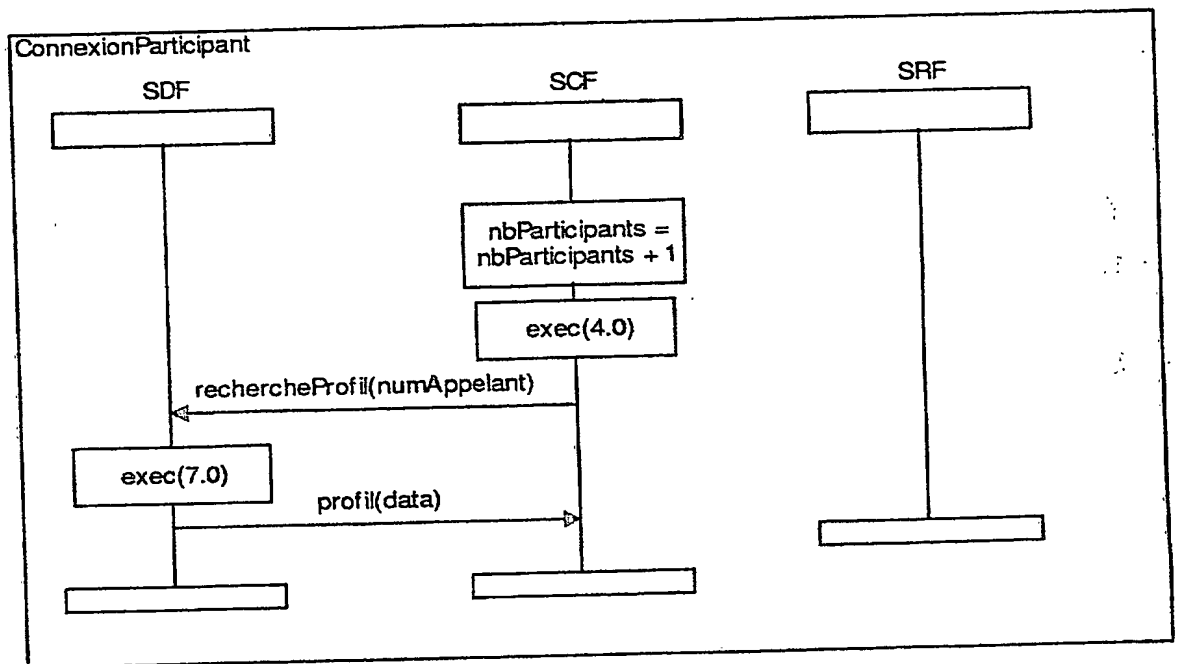 ConnexionParticipant
SDF
SCF
SRF
nbParticipants =
nbParticipants + 1
exec(4.0)
rechercheProfil(numAppelant)
exec(7.0)
profil(data)